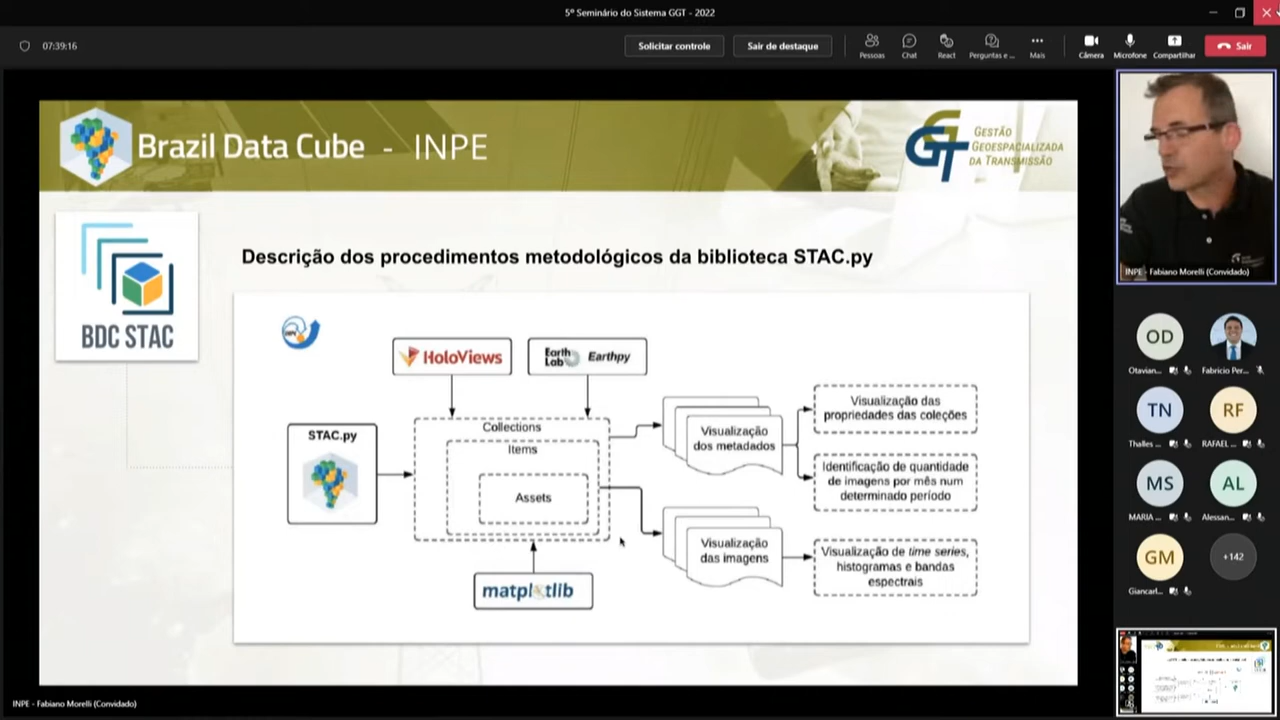 5º Seminário do Sistema GGT - 2022
07:39:16
Solicitar controle
Sair de destaque
Pessoas
Chat
React
Perguntas e ...
Mais
Câmera
Microfone
Compartilhar
Sair
Brazil Data Cube - INPE
GGT
GESTÃO
GEOESPACIALIZADA
DA TRANSMISSÃO
BDC STAC
Descrição dos procedimentos metodológicos da biblioteca STAC.py
HoloViews
Earth
Lab
Earthpy
STAC.py
Collections
Items
Assets
matplotlib
Visualização
dos metadados
Visualização
das imagens
Visualização das
propriedades das coleções
Identificação de quantidade
de imagens por mês num
determinado período
Visualização de time series,
histogramas e bandas
espectrais
INPE - Fabiano Morelli (Convidado)
OD
Otavian...
Fabricio Per...
TN
Thalles ...
RF
RAFAEL ...
MS
MARIA ...
AL
Alessan...
GM
Giancarl...
+142
INPE - Fabiano Morelli (Convidado)